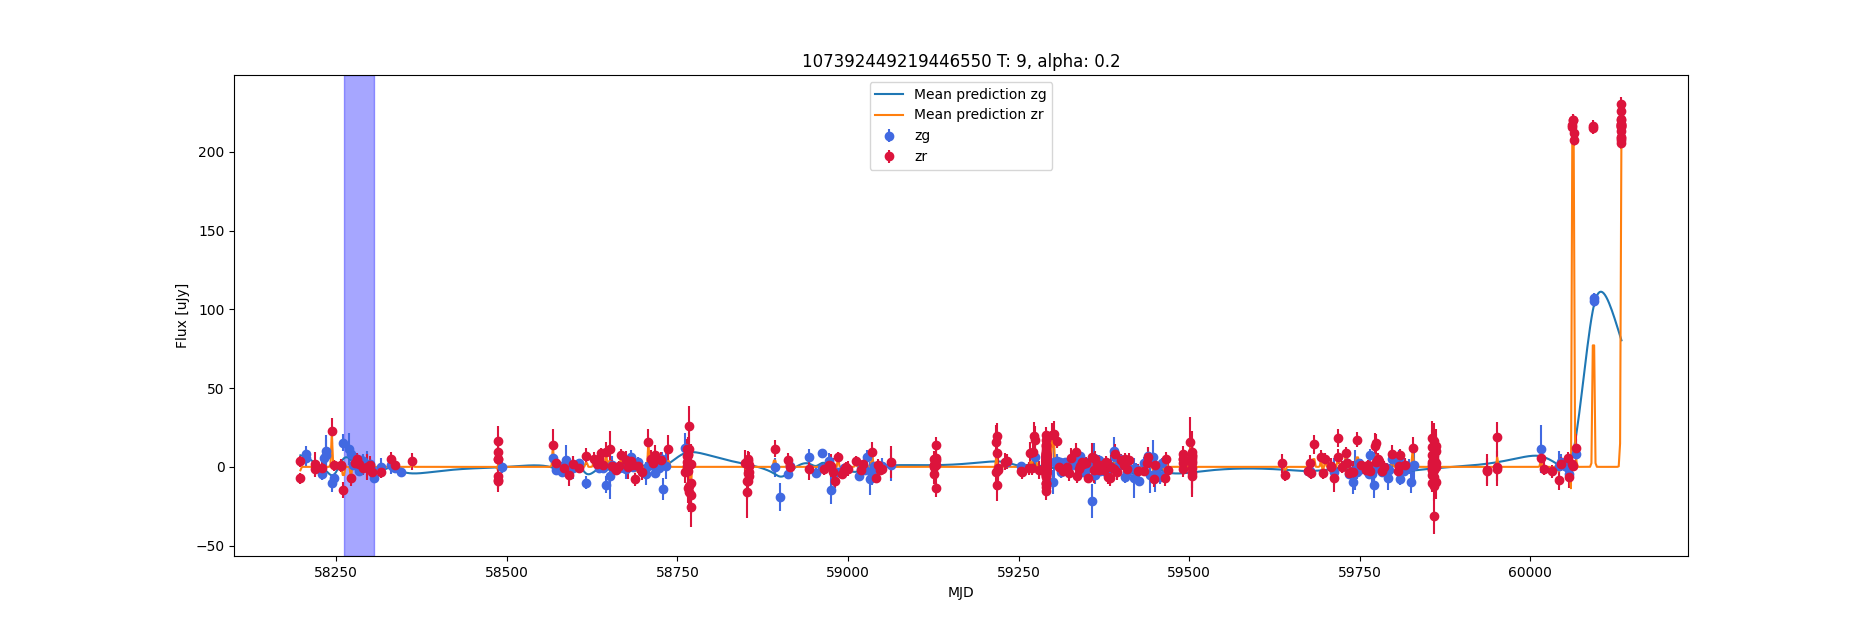 107392449219446550 T: 9, alpha: 0.2
Mean prediction zg
Mean prediction zr
zg
zr
Flux [uJy]
200
150
100
50
0
−50
58250 58500 58750 59000 59250 59500 59750 60000
MJD